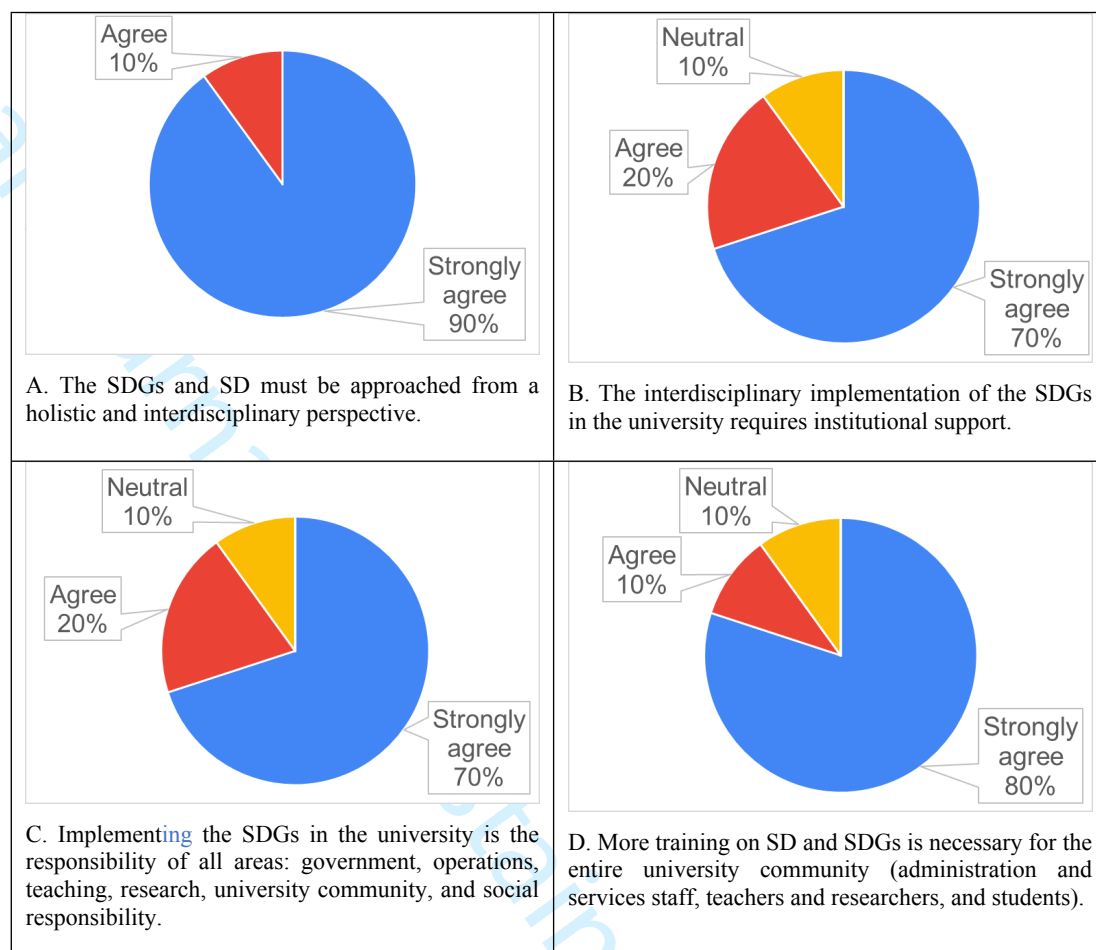 Agree
10%
Strongly
agree
90%
A. The SDGs and SD must be approached from a
holistic and interdisciplinary perspective.
Neutral
10%
Agree
20%
Strongly
agree
70%
B. The interdisciplinary implementation of the SDGs
in the university requires institutional support.
Neutral
10%
Agree
20%
Strongly
agree
70%
C. Implementing the SDGs in the university is the
responsibility of all areas: government, operations,
teaching, research, university community, and social
responsibility.
Neutral
10%
Agree
10%
Strongly
agree
80%
D. More training on SD and SDGs is necessary for the
entire university community (administration and
services staff, teachers and researchers, and students).